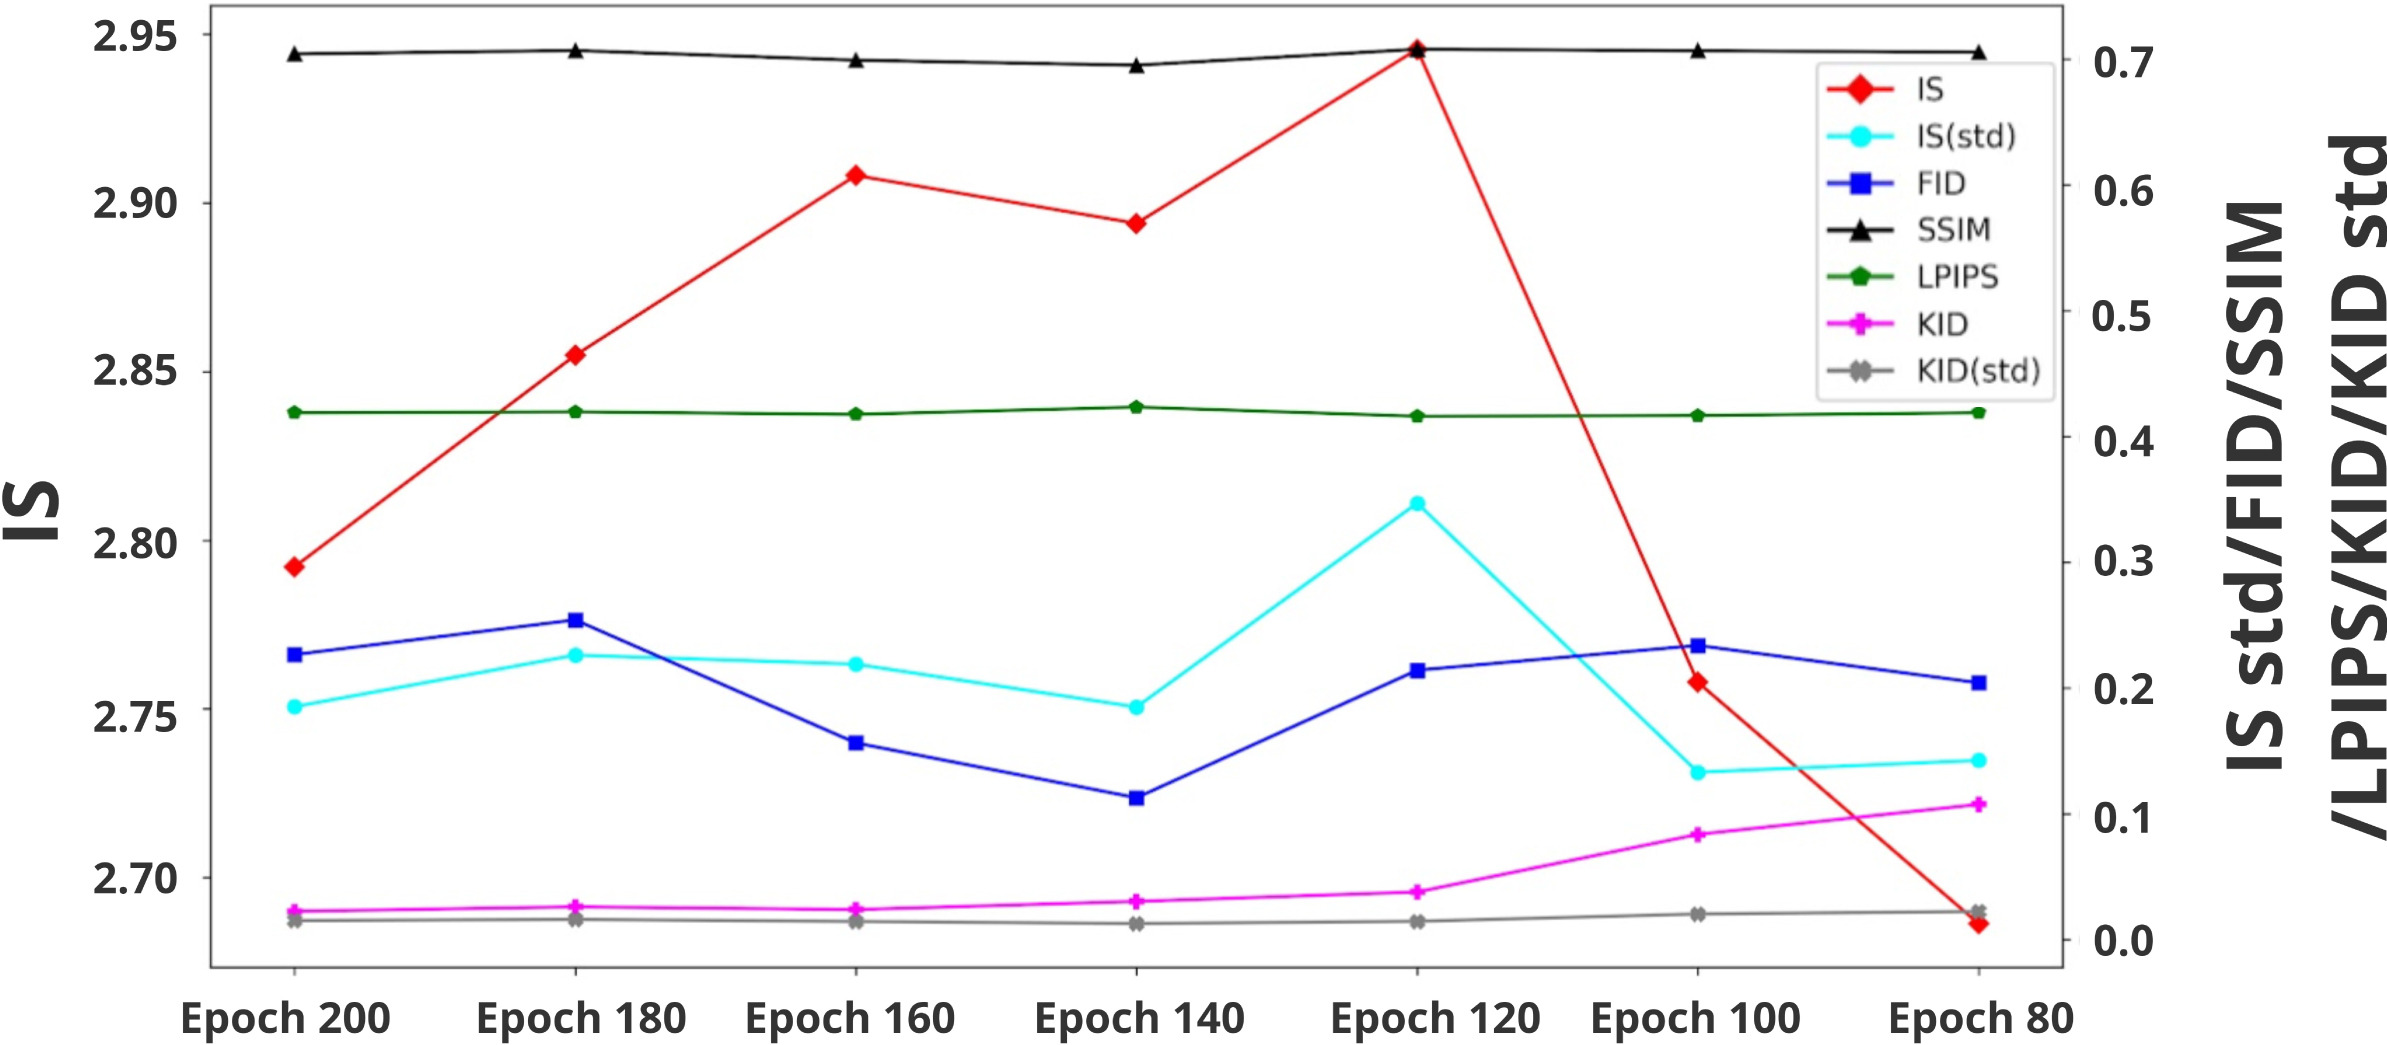 IS
2.95
2.90
2.85
2.80
2.75
2.70
IS
IS(std)
FID
SSIM
LPIPS
KID
KID(std)
0.7
0.6
0.5
0.4
0.3
0.2
0.1
0.0
IS std/FID/SSIM
/LPIPS/KID/KID std
Epoch 200 Epoch 180 Epoch 160 Epoch 140 Epoch 120 Epoch 100 Epoch 80